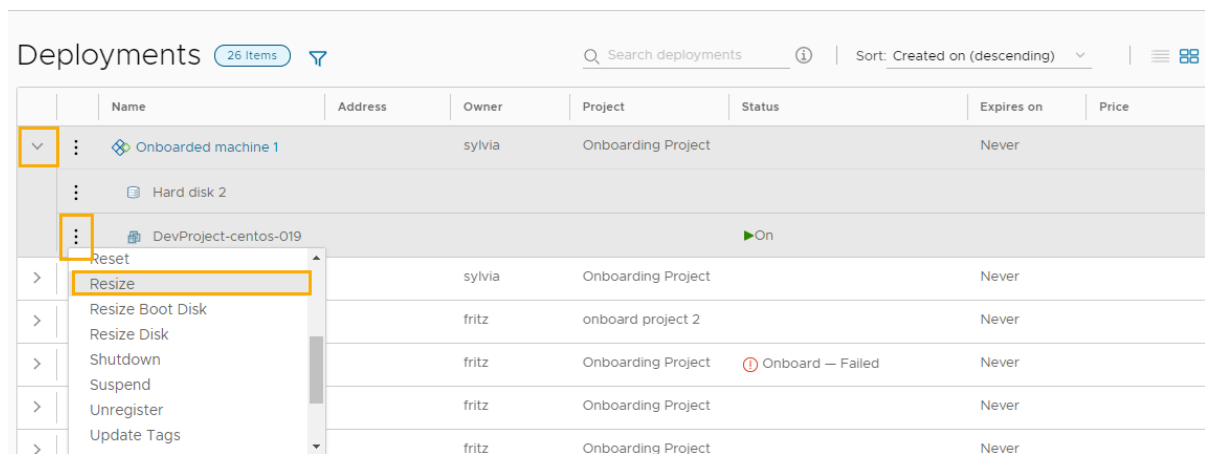 Deployments 26 Items Search deployments Sort: Created on (descending)
Name Address Owner Project Status Expires on Price
Onboarded machine 1 sylvia Onboarding Project Never
Hard disk 2
DevProject-centos-019 On
Reset
Resize sylvia Onboarding Project Never
Resize Boot Disk
fritz onboard project 2 Never
Resize Disk
Shutdown fritz Onboarding Project Onboard — Failed Never
Suspend
Unregister fritz Onboarding Project Never
Update Tags
fritz Onboarding Project Never